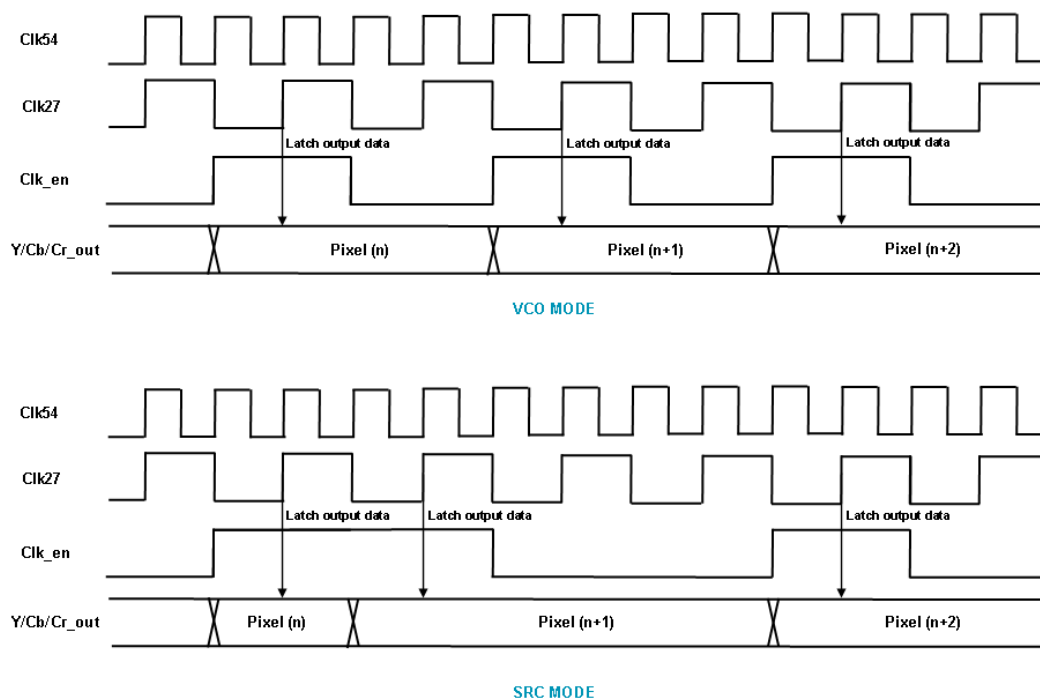 Clk54
Clk27
Latch output data Latch output data Latch output data
Clk_en
Y/Cb/Cr_out Pixel (n) Pixel (n+1) Pixel (n+2)
VCO MODE
Clk54
Clk27
Latch output data Latch output data Latch output data
Clk_en
Y/Cb/Cr_out Pixel (n) Pixel (n+1) Pixel (n+2)
SRC MODE